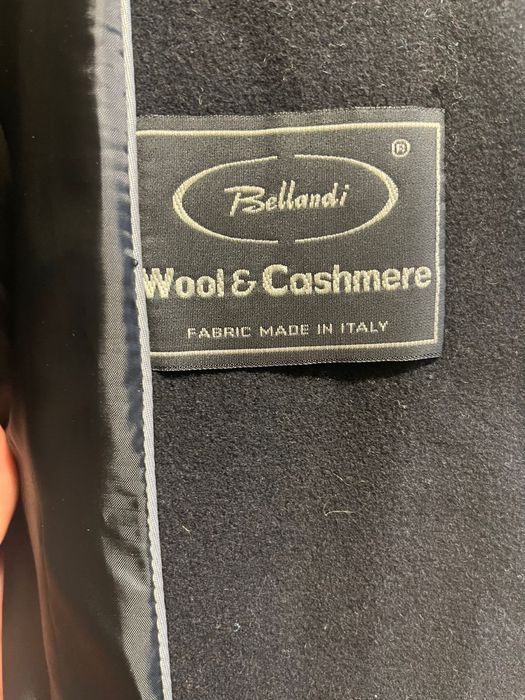 ®
Bellandi
Wool & Cashmere
FABRIC MADE IN ITALY